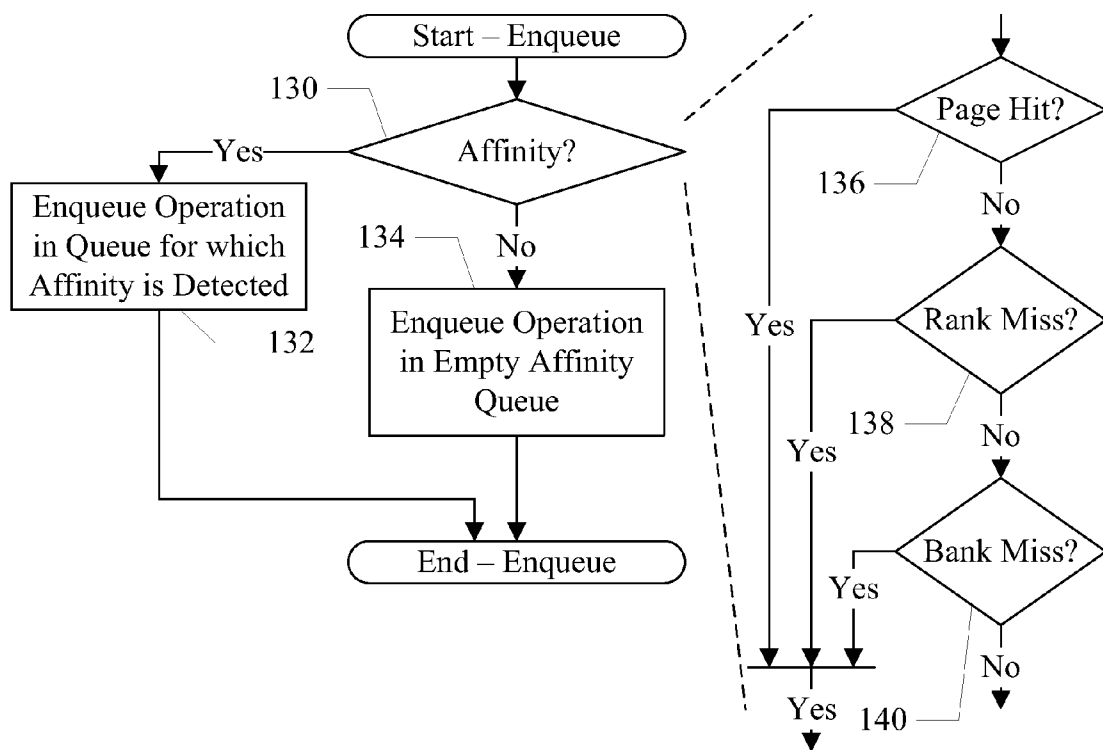 Start – Enqueue
130
Affinity?
Yes
Enqueue Operation
in Queue for which
Affinity is Detected
132
No
134
Enqueue Operation
in Empty Affinity
Queue
End – Enqueue
Page Hit?
136
No
Yes
Rank Miss?
138
No
Yes
Bank Miss?
Yes
140
No
Yes